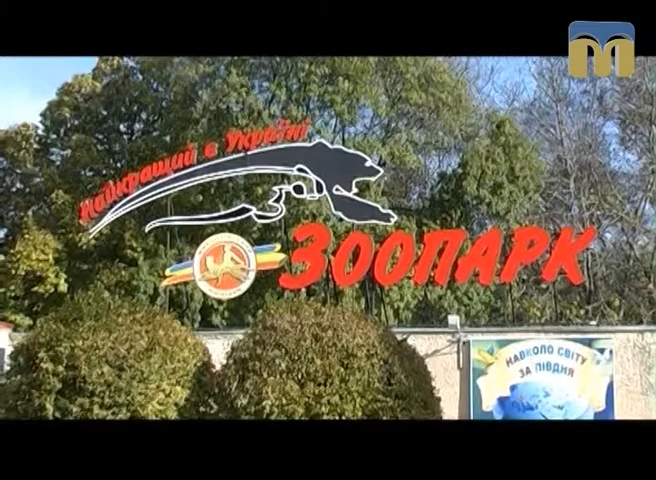 М
Найкращий в Україні
ЗООПАРК
НАВКОЛО СВІТУ
ЗА ПІВДНЯ